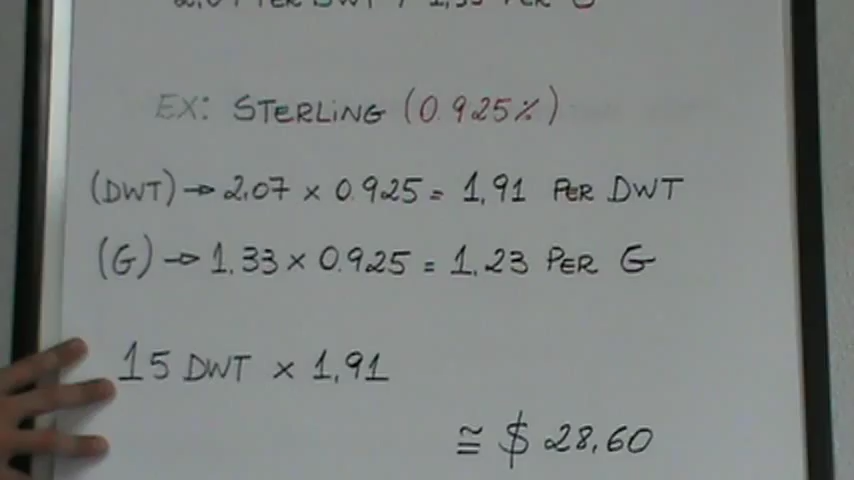 EX: STERLING (0.925%)
(DWT) → 2.07 × 0.925 = 1.91 PER DWT
(G) → 1.33 × 0.925 = 1.23 PER G
15 DWT × 1.91
≅ $ 28.60